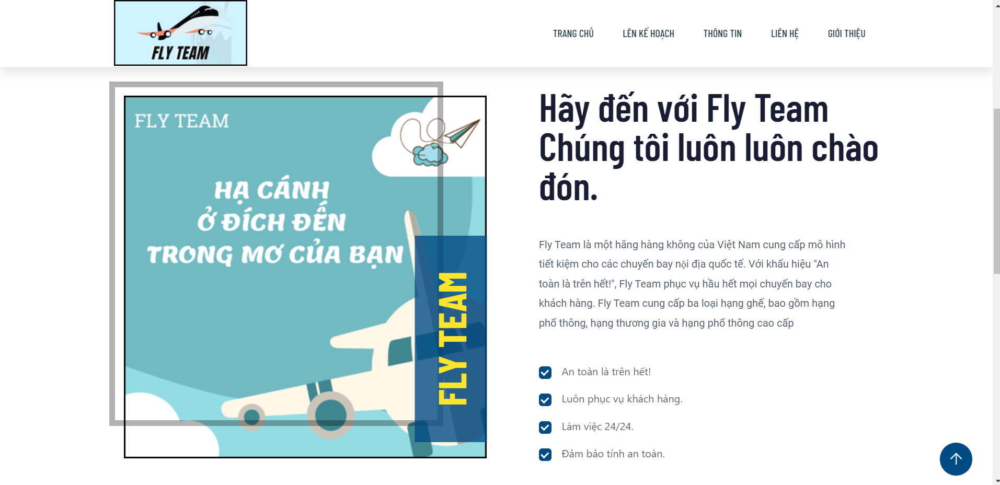 FLY TEAM
TRANG CHỦ
LÊN KẾ HOẠCH
THÔNG TIN
LIÊN HỆ
GIỚI THIỆU
FLY TEAM
HẠ CÁNH
Ở ĐÍCH ĐẾN
TRONG MƠ CỦA BẠN
FLY TEAM
Hãy đến với Fly Team
Chúng tôi luôn luôn chào
đón.
Fly Team là một hãng hàng không của Việt Nam cung cấp mô hình
tiết kiệm cho các chuyến bay nội địa quốc tế. Với khẩu hiệu "An
toàn là trên hết!", Fly Team phục vụ hầu hết mọi chuyến bay cho
khách hàng. Fly Team cung cấp ba loại hạng ghế, bao gồm hạng
phổ thông, hạng thương gia và hạng phổ thông cao cấp
An toàn là trên hết!
Luôn phục vụ khách hàng.
Làm việc 24/24.
Đảm bảo tính an toàn.